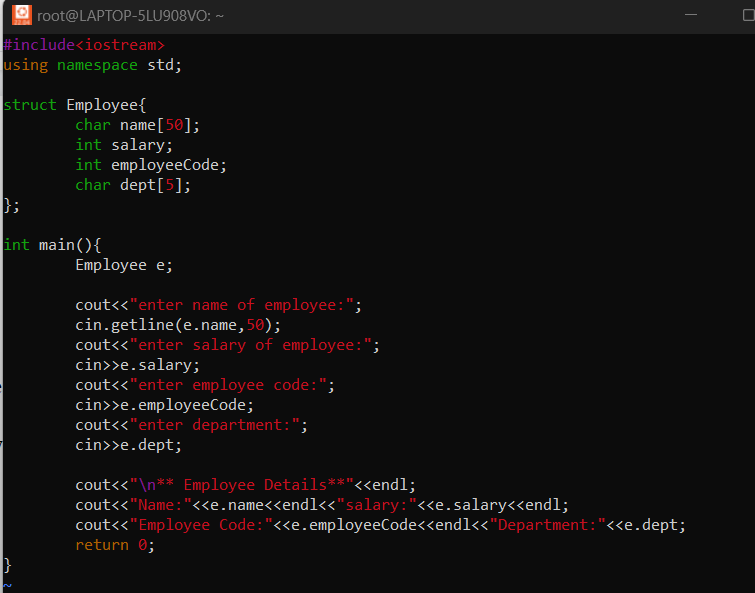 root@LAPTOP-5LU908VO: ~
#include<iostream>
using namespace std;
struct Employee{
        char name[50];
        int salary;
        int employeeCode;
        char dept[5];
};
int main(){
        Employee e;
        cout<<"enter name of employee:";
        cin.getline(e.name,50);
        cout<<"enter salary of employee:";
        cin>>e.salary;
        cout<<"enter employee code:";
        cin>>e.employeeCode;
        cout<<"enter department:";
        cin>>e.dept;
        cout<<"\n** Employee Details**"<<endl;
        cout<<"Name:"<<e.name<<endl<<"salary:"<<e.salary<<endl;
        cout<<"Employee Code:"<<e.employeeCode<<endl<<"Department:"<<e.dept;
        return 0;
}
~